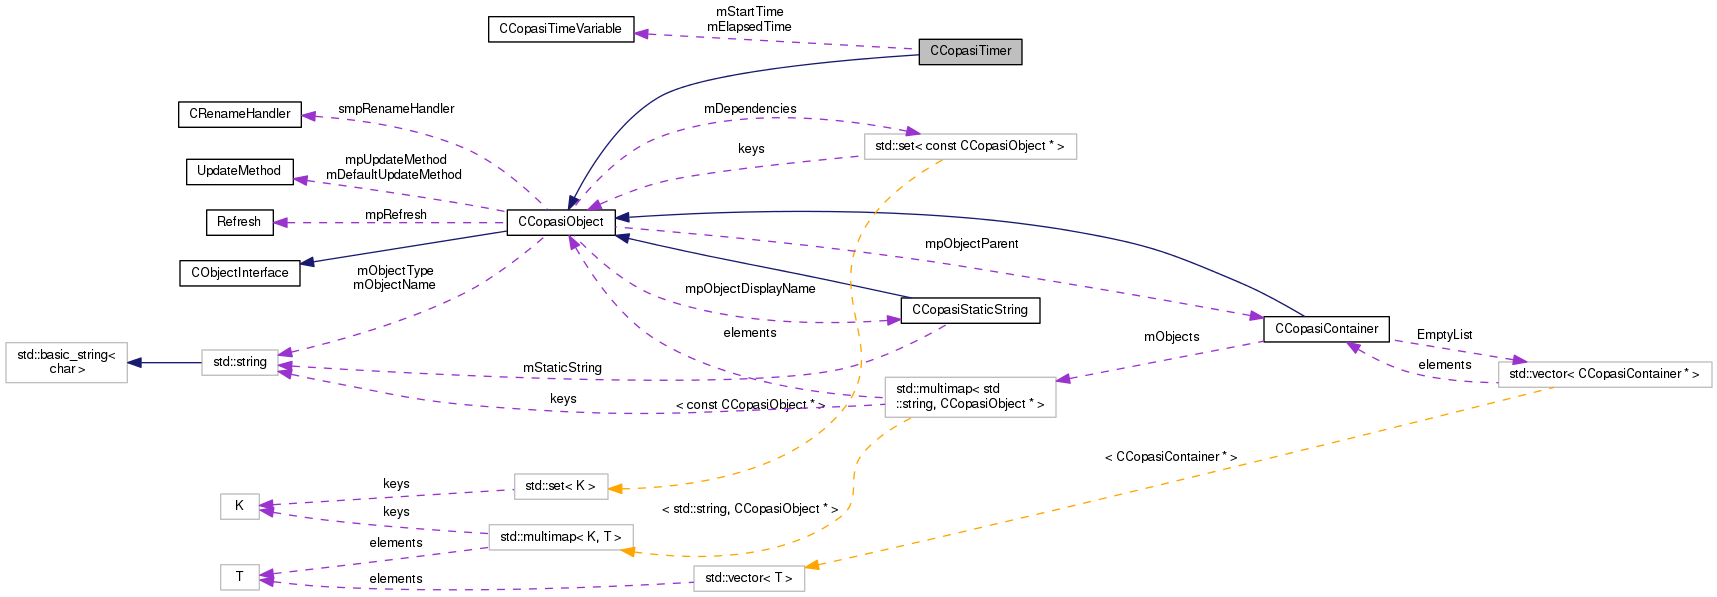 mStartTime
mElapsedTime
CCopasiTimeVariable
CCopasiTimer
CRenameHandler
smpRenameHandler
mDependencies
std::set< const CCopasiObject * >
keys
UpdateMethod
mpUpdateMethod
mDefaultUpdateMethod
Refresh
mpRefresh
CCopasiObject
mpObjectParent
CObjectInterface
mObjectType
mObjectName
mpObjectDisplayName
CCopasiStaticString
elements
CCopasiContainer
mObjects
EmptyList
elements
std::vector< CCopasiContainer * >
std::basic_string<
char >
std::string
mStaticString
keys
< const CCopasiObject * >
std::multimap< std
::string, CCopasiObject * >
< CCopasiContainer * >
std::set< K >
keys
K
keys
< std::string, CCopasiObject * >
std::multimap< K, T >
elements
T
elements
std::vector< T >